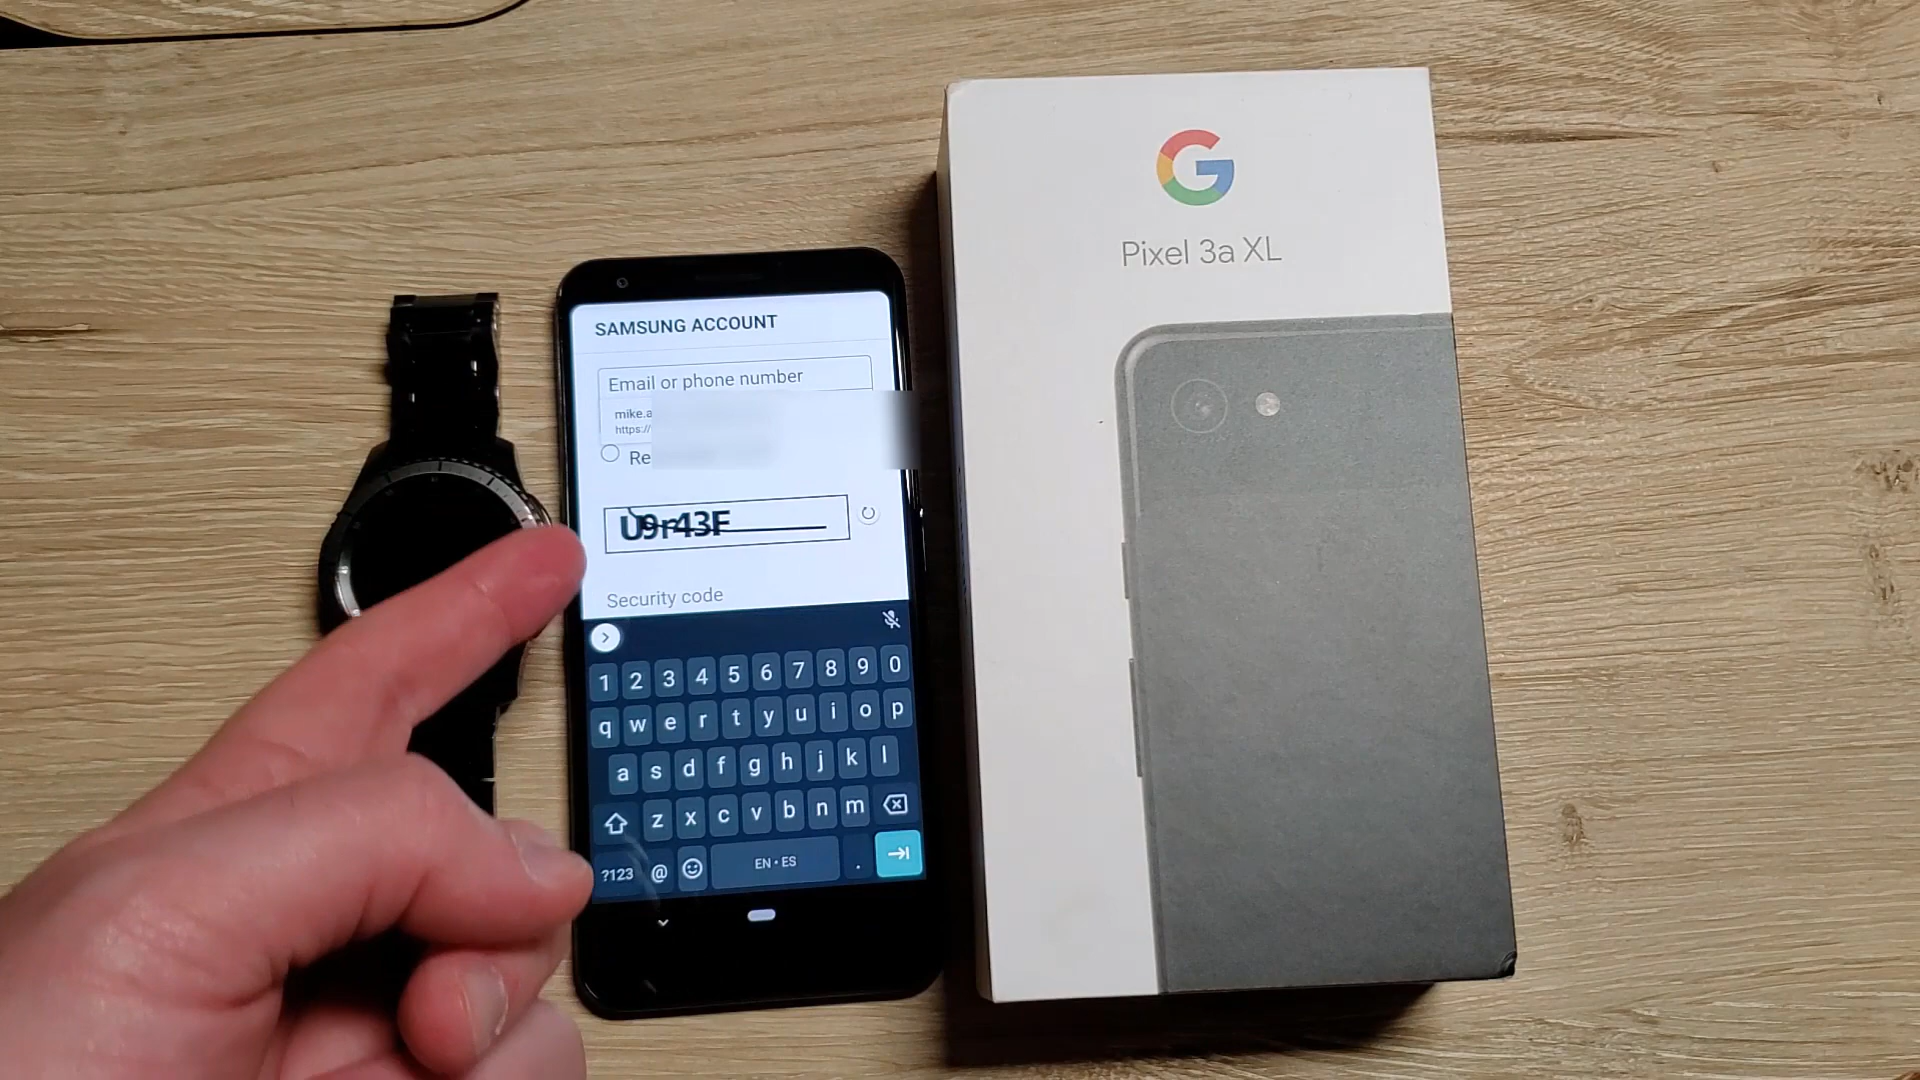 G
Pixel 3a XL
SAMSUNG ACCOUNT
Email or phone number
mike.a
https://
Re
U9r43F
Security code
1 2 3 4 5 6 7 8 9 0
q w e r t y u i o p
a s d f g h j k l
z x c v b n m
?123 @ EN • ES .